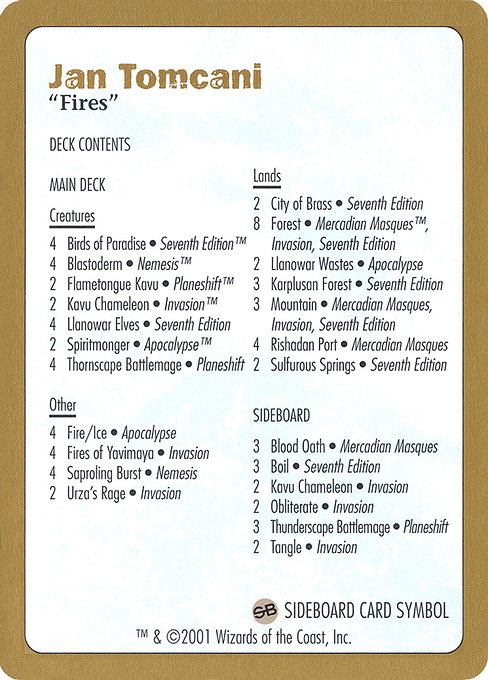 Jan Tomcani
“Fires”
DECK CONTENTS
MAIN DECK
Creatures
4 Birds of Paradise • Seventh Edition™
4 Blastoderm • Nemesis™
2 Flametongue Kavu • Planeshift™
2 Kavu Chameleon • Invasion™
4 Llanowar Elves • Seventh Edition
2 Spiritmonger • Apocalypse™
4 Thornscape Battlemage • Planeshift
Other
4 Fire/Ice • Apocalypse
4 Fires of Yavimaya • Invasion
4 Saproling Burst • Nemesis
2 Urza's Rage • Invasion
Lands
2 City of Brass • Seventh Edition
8 Forest • Mercadian Masques™,
Invasion, Seventh Edition
2 Llanowar Wastes • Apocalypse
3 Karplusan Forest • Seventh Edition
3 Mountain • Mercadian Masques,
Invasion, Seventh Edition
4 Rishadan Port • Mercadian Masques
2 Sulfurous Springs • Seventh Edition
SIDEBOARD
3 Blood Oath • Mercadian Masques
3 Boil • Seventh Edition
2 Kavu Chameleon • Invasion
2 Obliterate • Invasion
3 Thunderscape Battlemage • Planeshift
2 Tangle • Invasion
SB SIDEBOARD CARD SYMBOL
™ & ©2001 Wizards of the Coast, Inc.